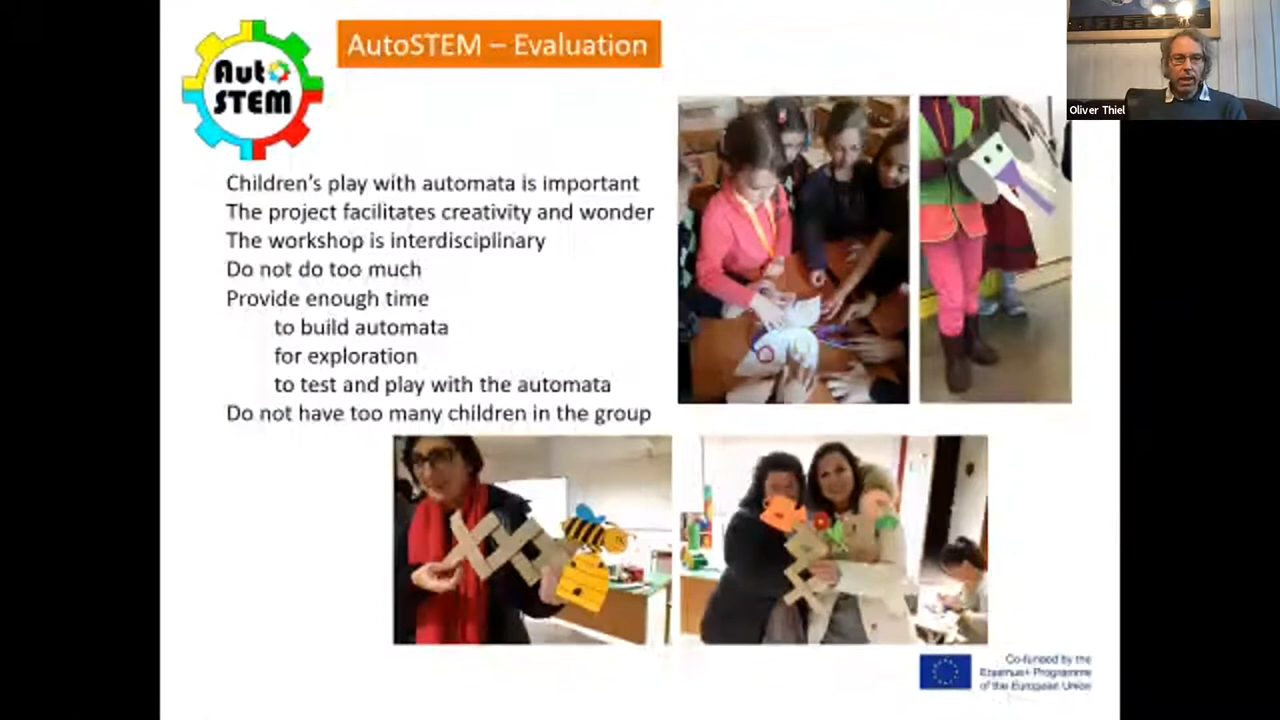 Aut
STEM
AutoSTEM – Evaluation
Oliver Thiel
Children's play with automata is important
The project facilitates creativity and wonder
The workshop is interdisciplinary
Do not do too much
Provide enough time
to build automata
for exploration
to test and play with the automata
Do not have too many children in the group
Co-funded by the
Erasmus+ Programme
of the European Union